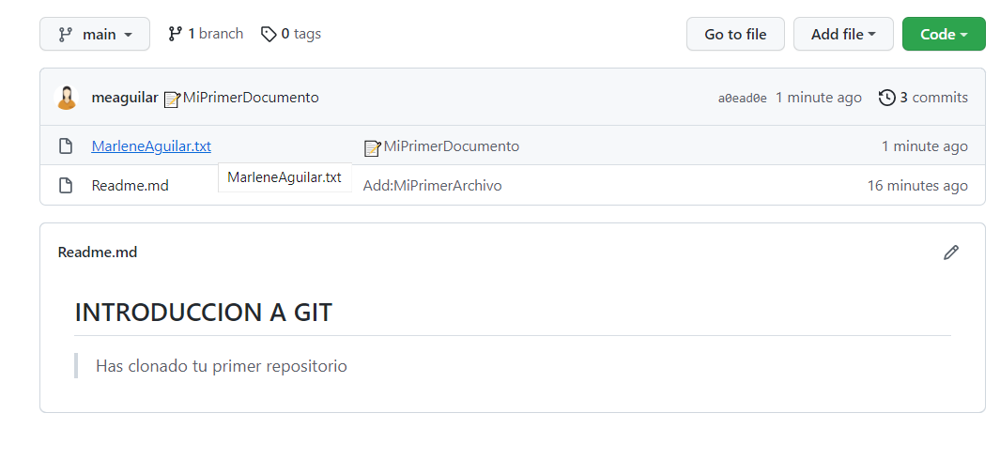 main 1 branch 0 tags Go to file Add file Code
meaguilar 📝MiPrimerDocumento a0ead0e 1 minute ago 3 commits
MarleneAguilar.txt 📝MiPrimerDocumento 1 minute ago
MarleneAguilar.txt
Readme.md Add:MiPrimerArchivo 16 minutes ago
Readme.md
INTRODUCCION A GIT
Has clonado tu primer repositorio